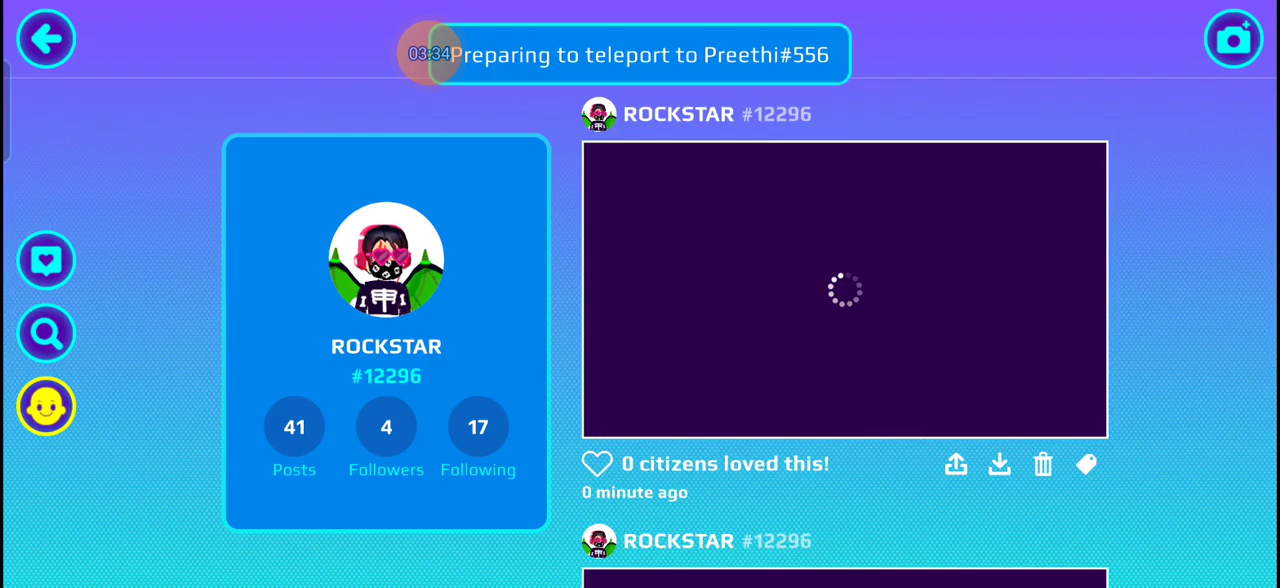 03:34
Preparing to teleport to Preethi#556
ROCKSTAR #12296
ROCKSTAR
#12296
41 4 17
Posts Followers Following
0 citizens loved this!
0 minute ago
ROCKSTAR #12296